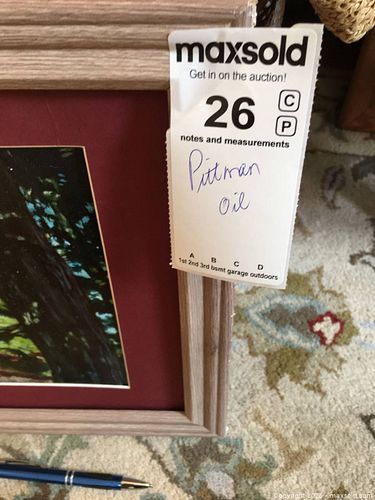 maxsold
Get in on the auction!
26
C
P
notes and measurements
Pittman
oil
A B C D
1st 2nd 3rd bsmt garage outdoors